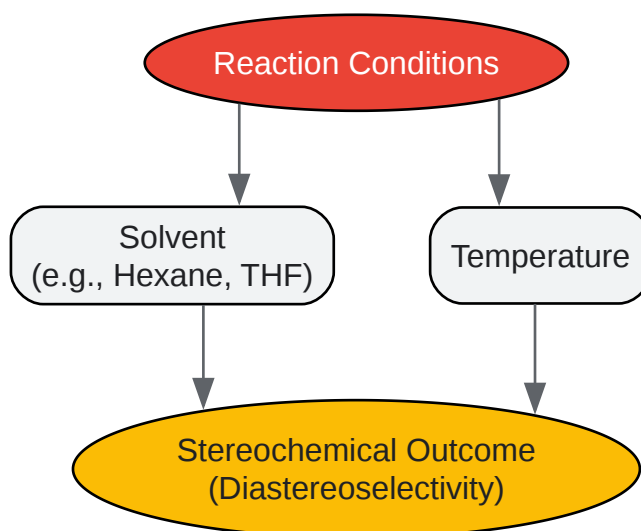 Reaction Conditions
Solvent
(e.g., Hexane, THF)
Temperature
Stereochemical Outcome
(Diastereoselectivity)